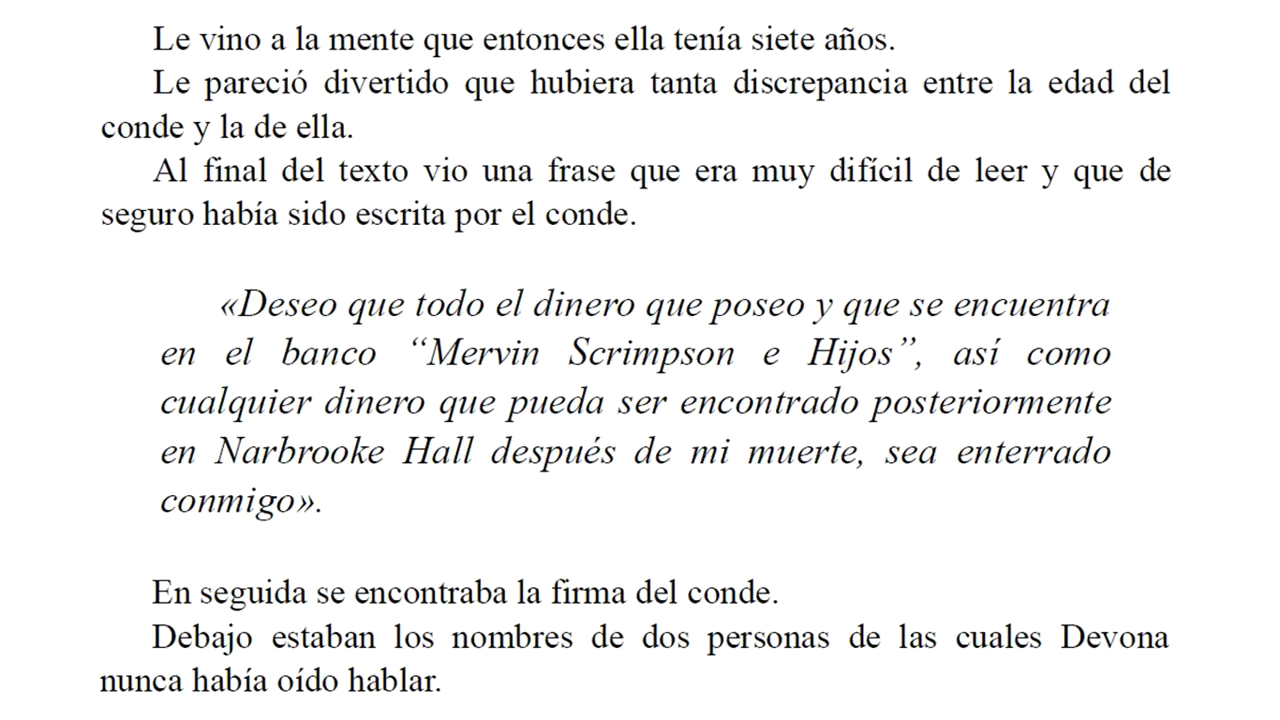 Le vino a la mente que entonces ella tenía siete años.
Le pareció divertido que hubiera tanta discrepancia entre la edad del
conde y la de ella.
Al final del texto vio una frase que era muy difícil de leer y que de
seguro había sido escrita por el conde.
«Deseo que todo el dinero que poseo y que se encuentra
en el banco “Mervin Scrimpson e Hijos”, así como
cualquier dinero que pueda ser encontrado posteriormente
en Narbrooke Hall después de mi muerte, sea enterrado
conmigo».
En seguida se encontraba la firma del conde.
Debajo estaban los nombres de dos personas de las cuales Devona
nunca había oído hablar.